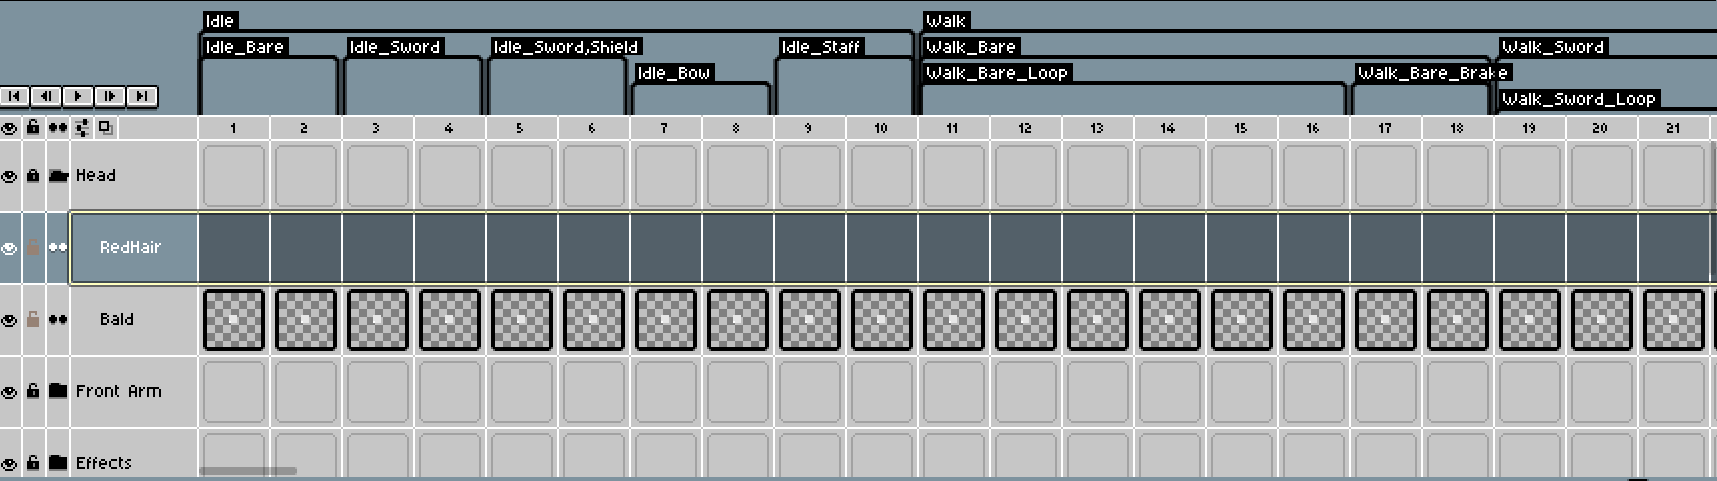 Idle Walk
Idle_Bare Idle_Sword Idle_Sword,Shield Idle_Staff Walk_Bare Walk_Sword
Idle_Bow Walk_Bare_Loop Walk_Bare_Brake
Walk_Sword_Loop
1 2 3 4 5 6 7 8 9 10 11 12 13 14 15 16 17 18 19 20 21
Head
RedHair
Bald
Front Arm
Effects